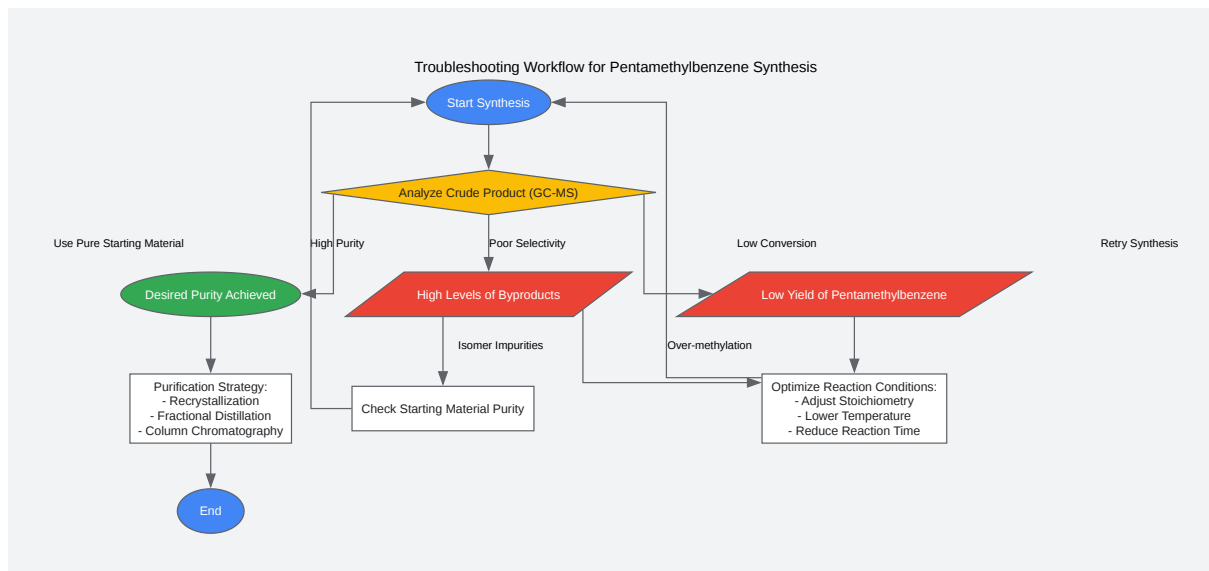 Troubleshooting Workflow for Pentamethylbenzene Synthesis
Start Synthesis
Analyze Crude Product (GC-MS)
Use Pure Starting Material
High Purity
Poor Selectivity
Low Conversion
Retry Synthesis
Desired Purity Achieved
High Levels of Byproducts
Low Yield of Pentamethylbenzene
Isomer Impurities
Over-methylation
Purification Strategy:
- Recrystallization
- Fractional Distillation
- Column Chromatography
Check Starting Material Purity
Optimize Reaction Conditions:
- Adjust Stoichiometry
- Lower Temperature
- Reduce Reaction Time
End